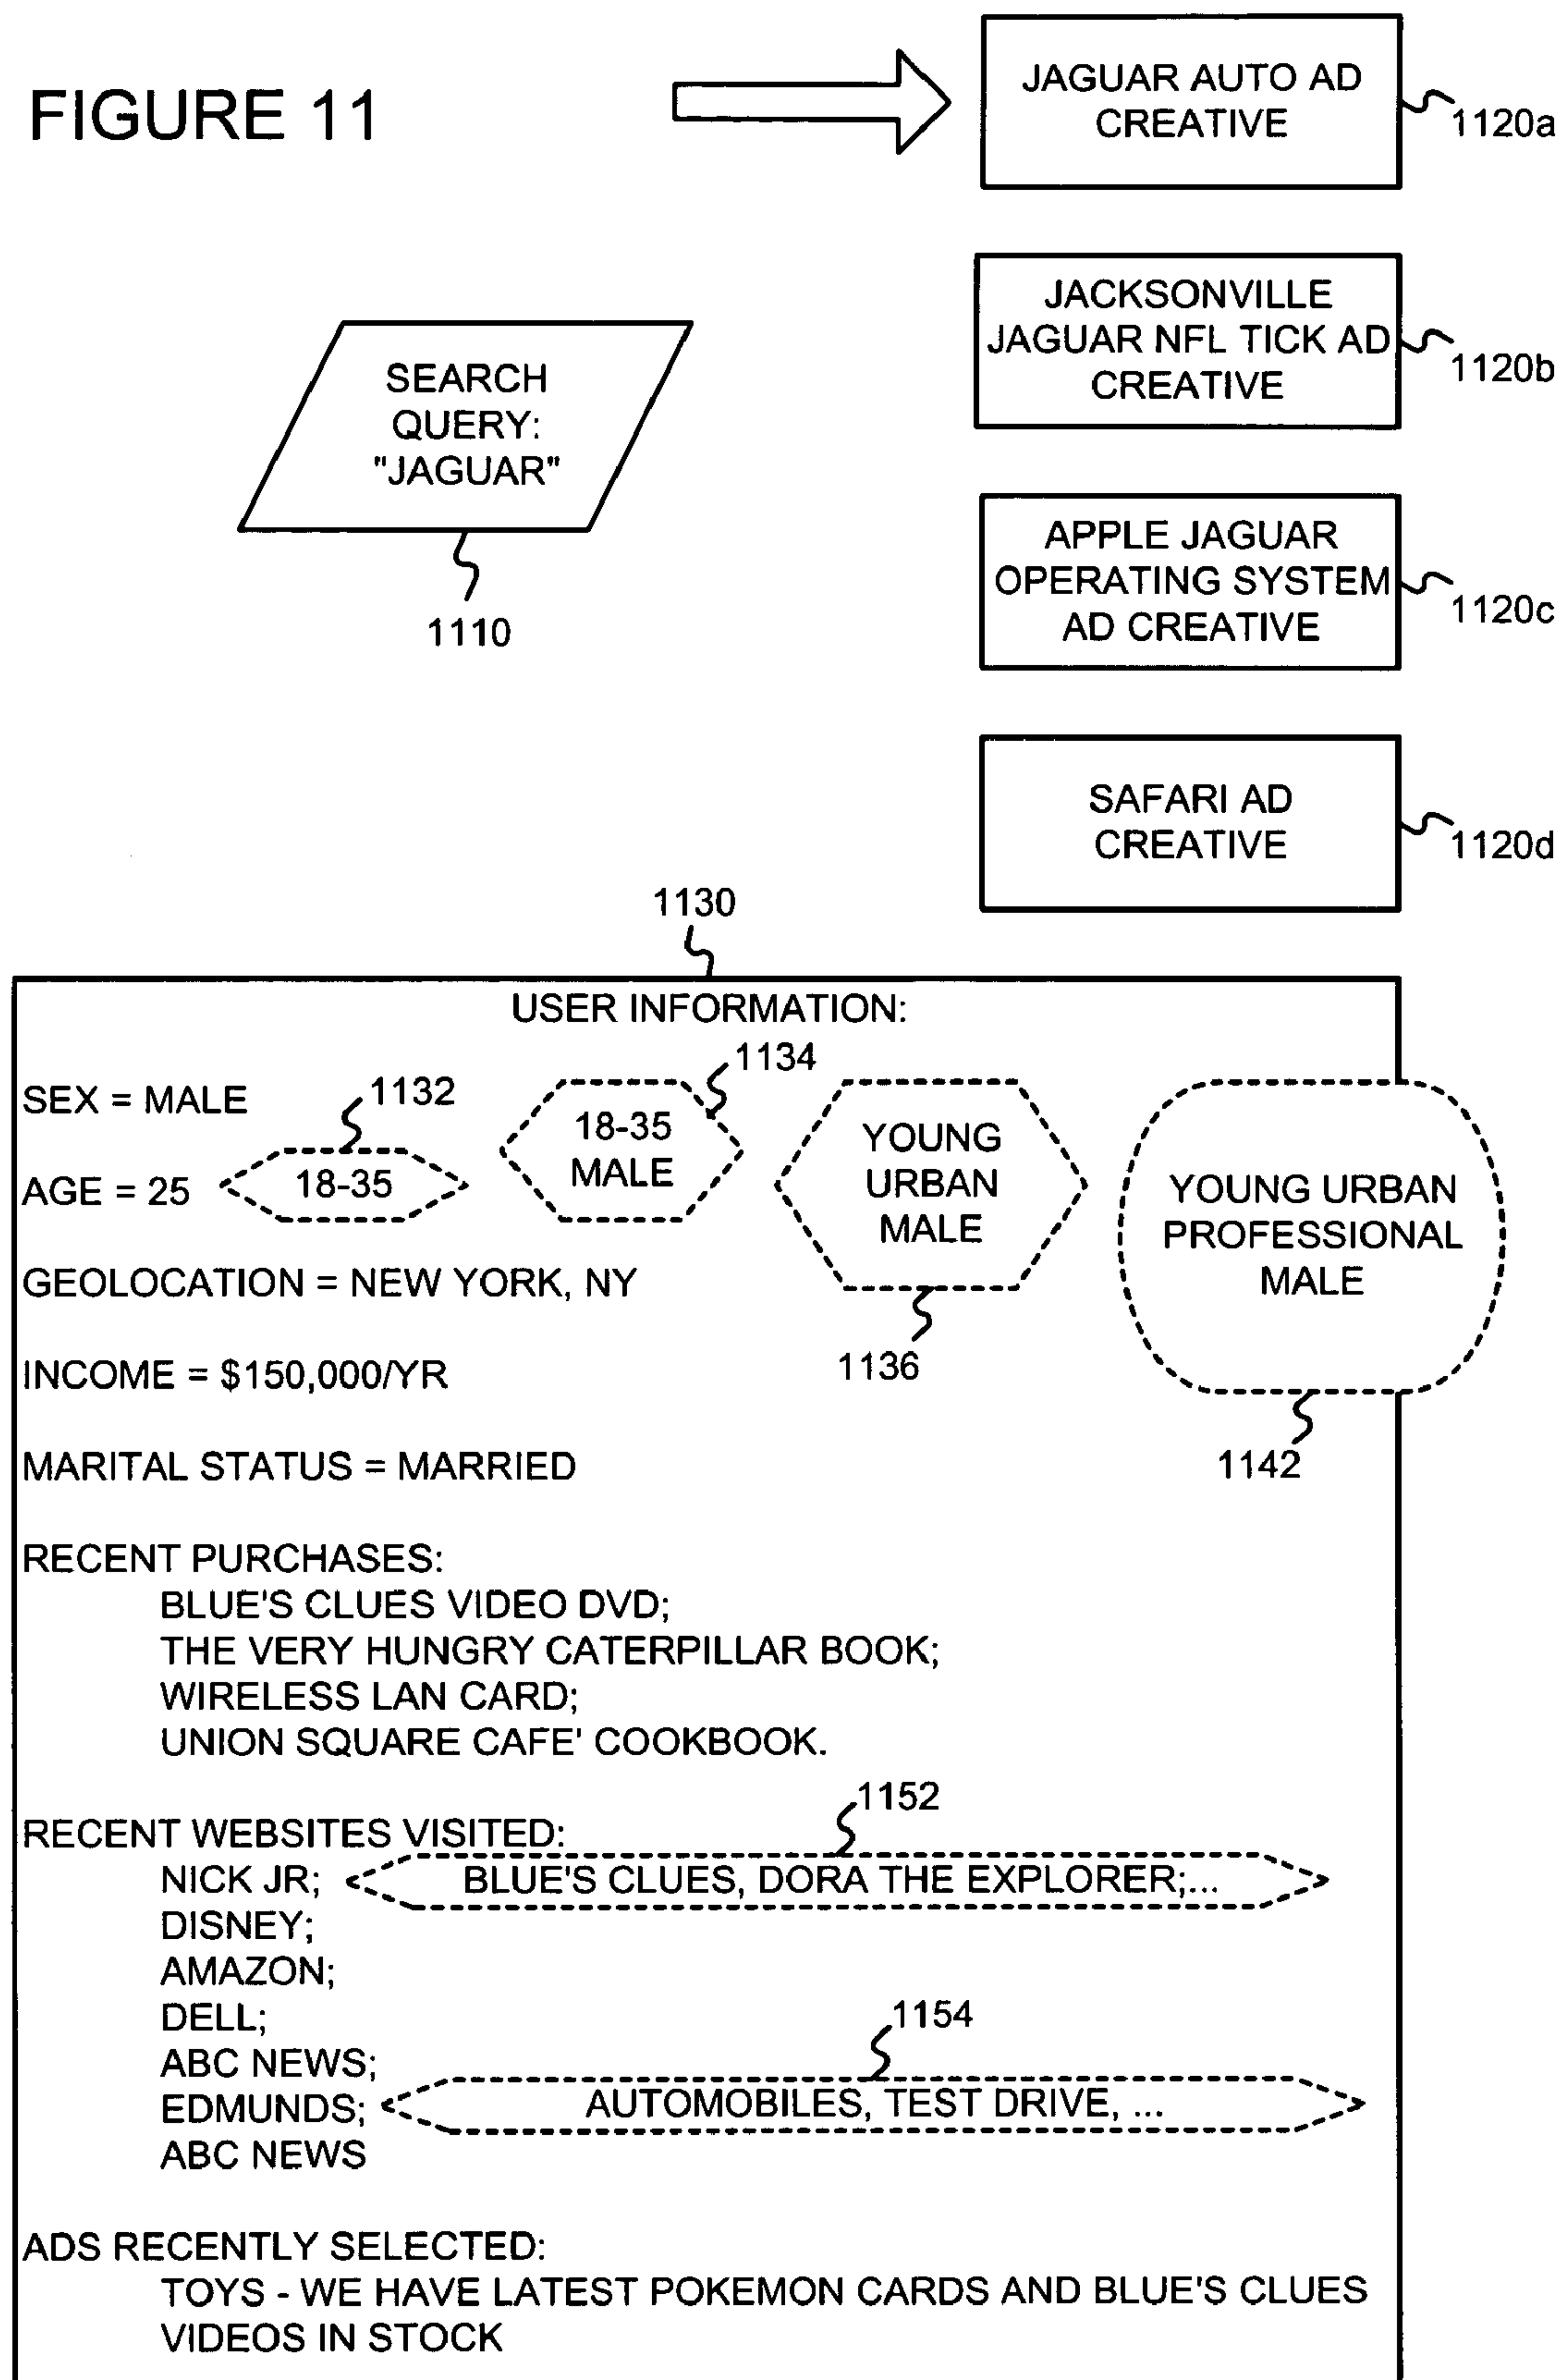 FIGURE 11
JAGUAR AUTO AD
CREATIVE
1120a
JACKSONVILLE
JAGUAR NFL TICK AD
CREATIVE
1120b
SEARCH
QUERY:
"JAGUAR"
1110
APPLE JAGUAR
OPERATING SYSTEM
AD CREATIVE
1120c
SAFARI AD
CREATIVE
1120d
1130
USER INFORMATION:
SEX = MALE
1132
1134
AGE = 25
18-35
18-35
MALE
YOUNG
URBAN
MALE
1136
YOUNG URBAN
PROFESSIONAL
MALE
1142
GEOLOCATION = NEW YORK, NY
INCOME = $150,000/YR
MARITAL STATUS = MARRIED
RECENT PURCHASES:
BLUE'S CLUES VIDEO DVD;
THE VERY HUNGRY CATERPILLAR BOOK;
WIRELESS LAN CARD;
UNION SQUARE CAFE' COOKBOOK.
RECENT WEBSITES VISITED:
1152
NICK JR; BLUE'S CLUES, DORA THE EXPLORER;...
DISNEY;
AMAZON;
DELL;
1154
ABC NEWS;
EDMUNDS; AUTOMOBILES, TEST DRIVE, ...
ABC NEWS
ADS RECENTLY SELECTED:
TOYS - WE HAVE LATEST POKEMON CARDS AND BLUE'S CLUES
VIDEOS IN STOCK